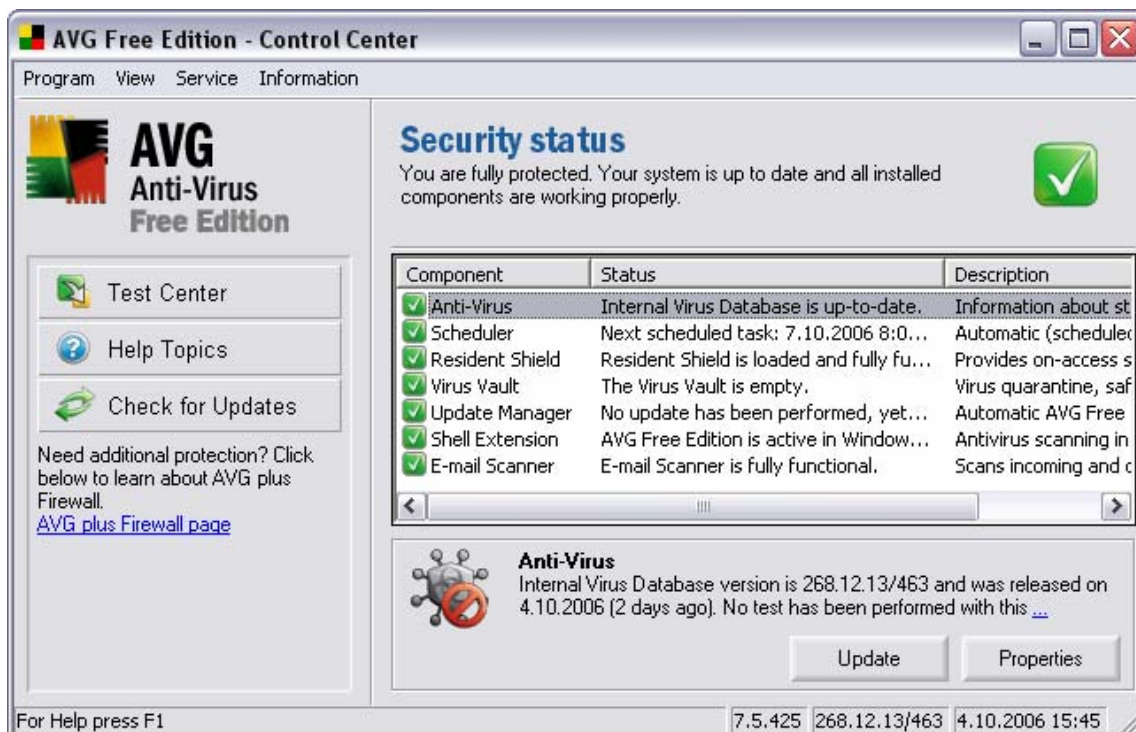 AVG Free Edition - Control Center
Program View Service Information
AVG
Anti-Virus
Free Edition
Test Center
Help Topics
Check for Updates
Need additional protection? Click
below to learn about AVG plus
Firewall.
AVG plus Firewall page
Security status
You are fully protected. Your system is up to date and all installed
components are working properly.
Component Status Description
Anti-Virus Internal Virus Database is up-to-date. Information about st
Scheduler Next scheduled task: 7.10.2006 8:0... Automatic (scheduled
Resident Shield Resident Shield is loaded and fully fu... Provides on-access s
Virus Vault The Virus Vault is empty. Virus quarantine, saf
Update Manager No update has been performed, yet... Automatic AVG Free
Shell Extension AVG Free Edition is active in Window... Antivirus scanning in
E-mail Scanner E-mail Scanner is fully functional. Scans incoming and o
Anti-Virus
Internal Virus Database version is 268.12.13/463 and was released on
4.10.2006 (2 days ago). No test has been performed with this ...
Update Properties
For Help press F1 7.5.425 268.12.13/463 4.10.2006 15:45